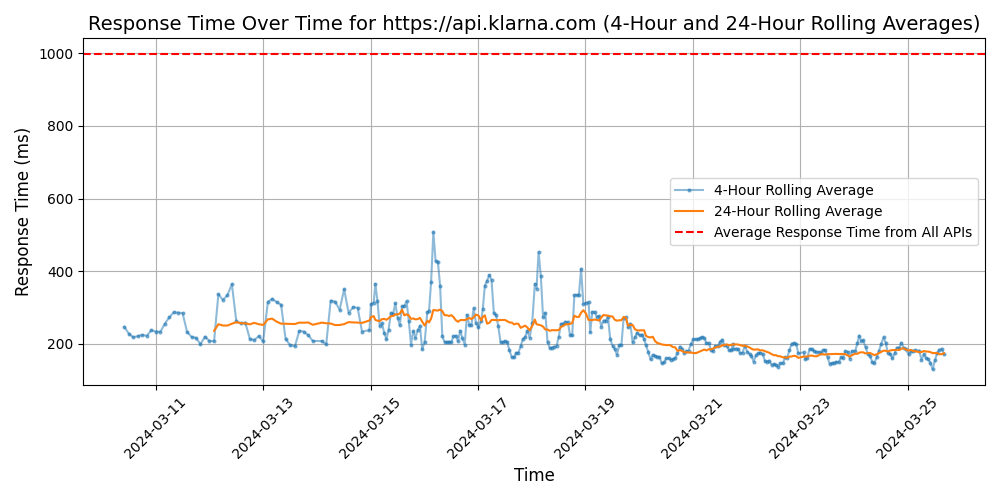 Response Time Over Time for https://api.klarna.com (4-Hour and 24-Hour Rolling Averages)
Response Time (ms)
1000
800
600
400
200
4-Hour Rolling Average
24-Hour Rolling Average
Average Response Time from All APIs
2024-03-11
2024-03-13
2024-03-15
2024-03-17
2024-03-19
2024-03-21
2024-03-23
2024-03-25
Time